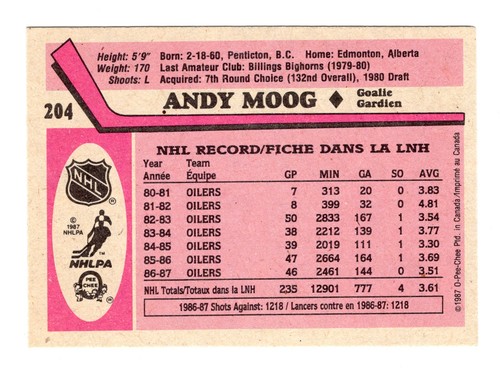 Height: 5'9" Born: 2-18-60, Penticton, B.C. Home: Edmonton, Alberta
Weight: 170 Last Amateur Club: Billings Bighorns (1979-80)
Shoots: L Acquired: 7th Round Choice (132nd Overall), 1980 Draft
204 ANDY MOOG ♦ Goalie
Gardien
NHL RECORD/FICHE DANS LA LNH
Year Team
Année Équipe GP MIN GA SO AVG
80-81 OILERS 7 313 20 0 3.83
81-82 OILERS 8 399 32 0 4.81
82-83 OILERS 50 2833 167 1 3.54
83-84 OILERS 38 2212 139 1 3.77
84-85 OILERS 39 2019 111 1 3.30
85-86 OILERS 47 2664 164 1 3.69
86-87 OILERS 46 2461 144 0 3.51
NHL Totals/Totaux dans la LNH 235 12901 777 4 3.61
1986-87 Shots Against: 1218 / Lancers contre en 1986-87: 1218
NHL
®
©
1987
NHLPA
™
NHLPA
O PEE CHEE
®
©1987 O-Pee-Chee Ptd. in Canada/Imprimé au Canada